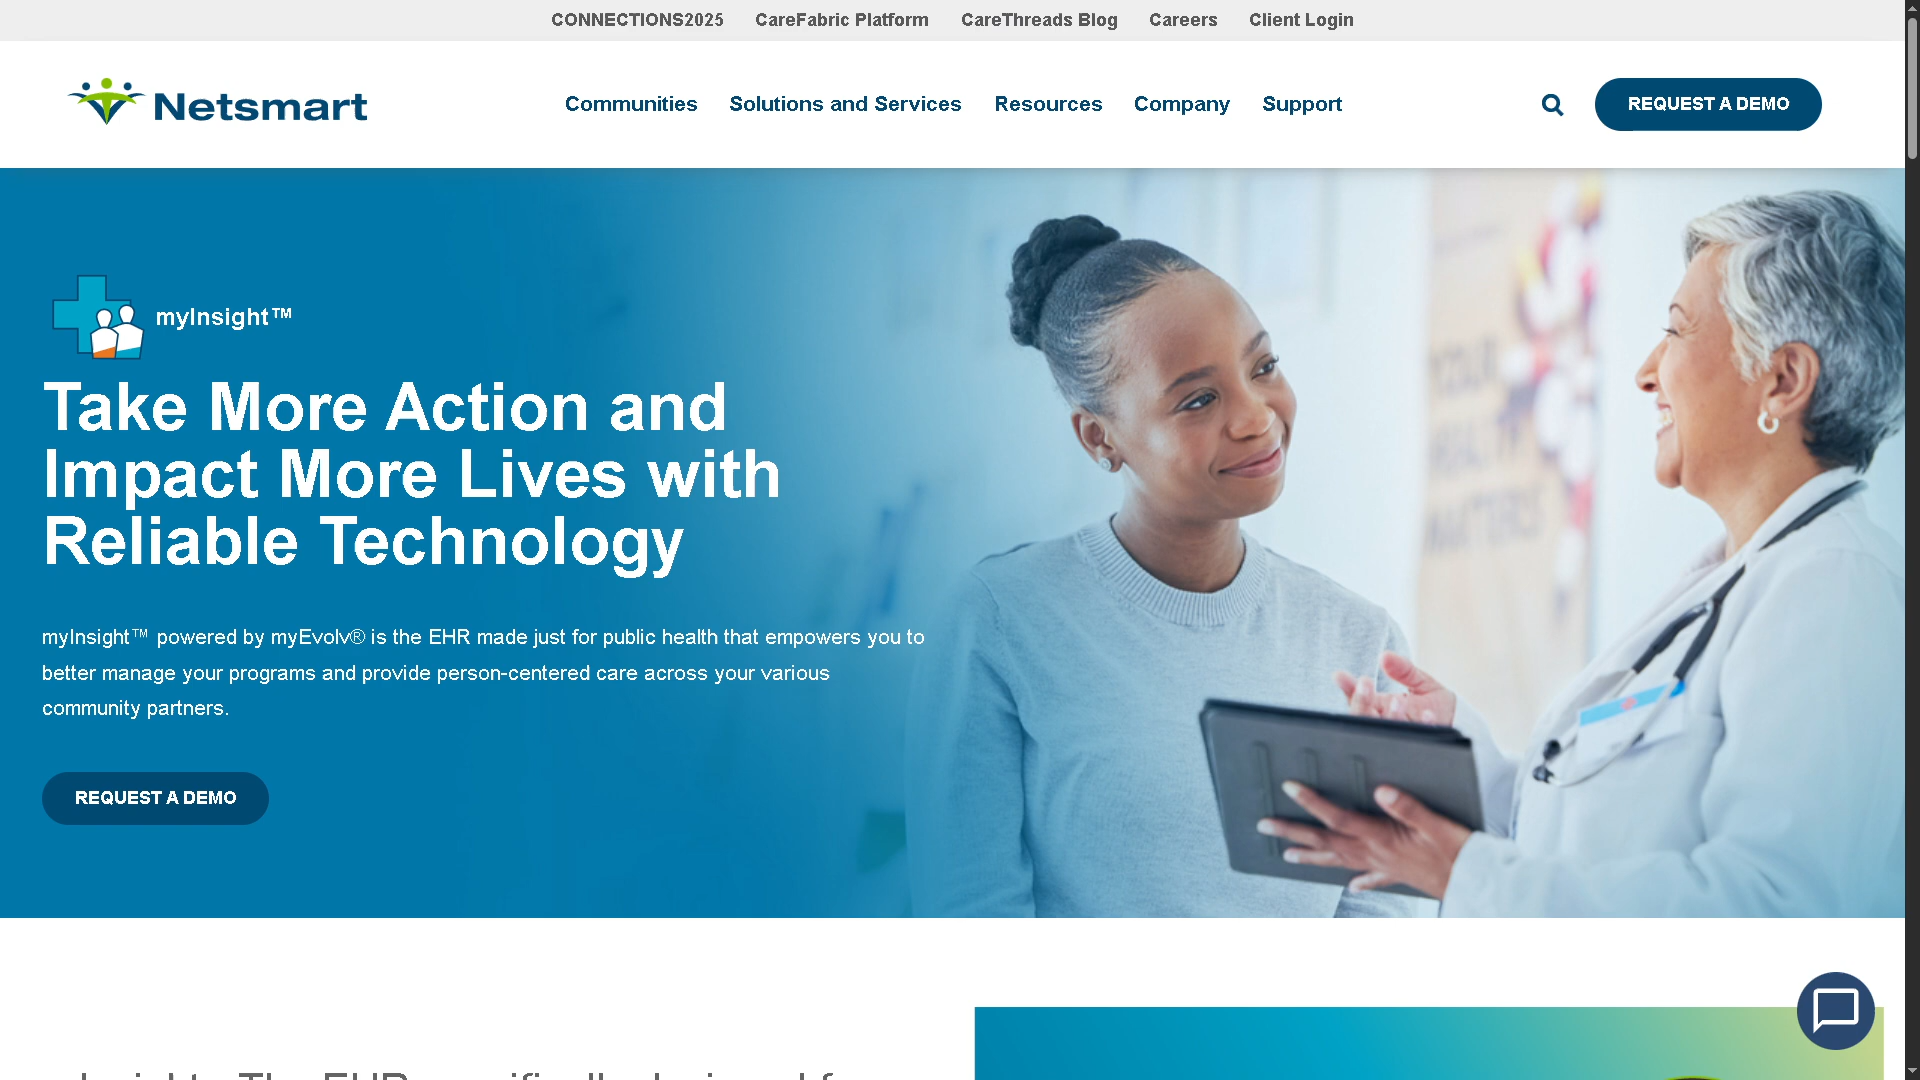 CONNECTIONS2025 CareFabric Platform CareThreads Blog Careers Client Login
Netsmart
Communities Solutions and Services Resources Company Support
REQUEST A DEMO
myInsight™
Take More Action and
Impact More Lives with
Reliable Technology
myInsight™ powered by myEvolv® is the EHR made just for public health that empowers you to
better manage your programs and provide person-centered care across your various
community partners.
REQUEST A DEMO